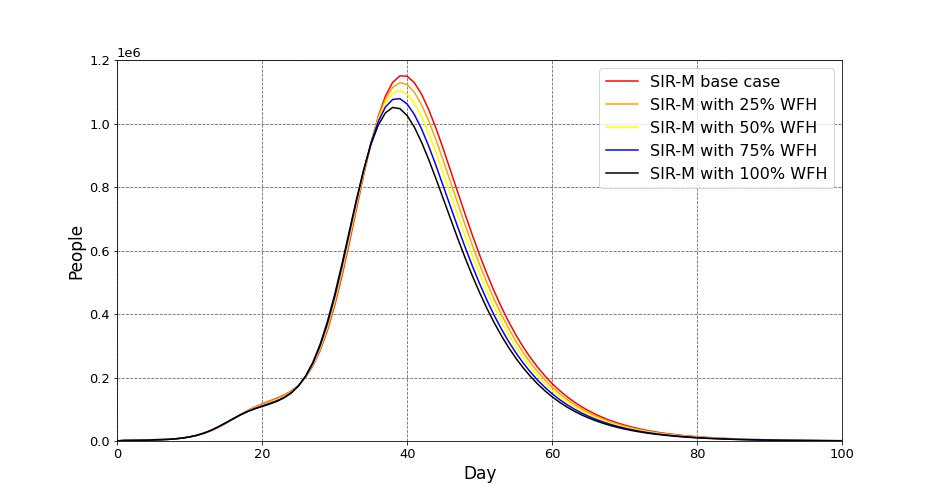 1e6
1.2
1.0
0.8
0.6
0.4
0.2
0.0
People
SIR-M base case
SIR-M with 25% WFH
SIR-M with 50% WFH
SIR-M with 75% WFH
SIR-M with 100% WFH
0 20 40 60 80 100
Day